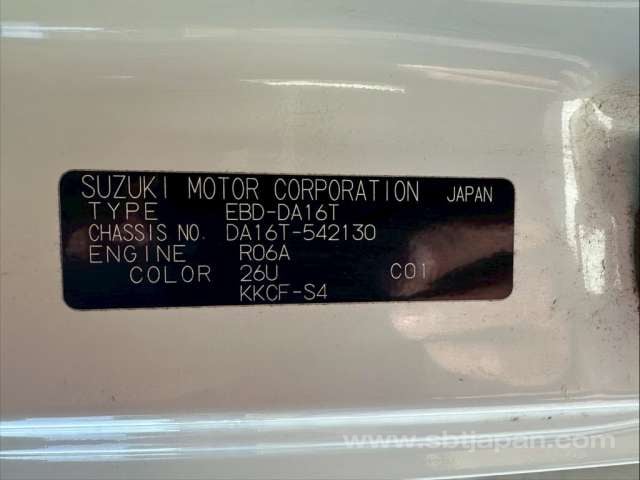 SUZUKI MOTOR CORPORATION JAPAN
TYPE EBD-DA16T
CHASSIS NO. DA16T-542130
ENGINE R06A
COLOR 26U C01
KKCF-S4
www.sbtjapan.com